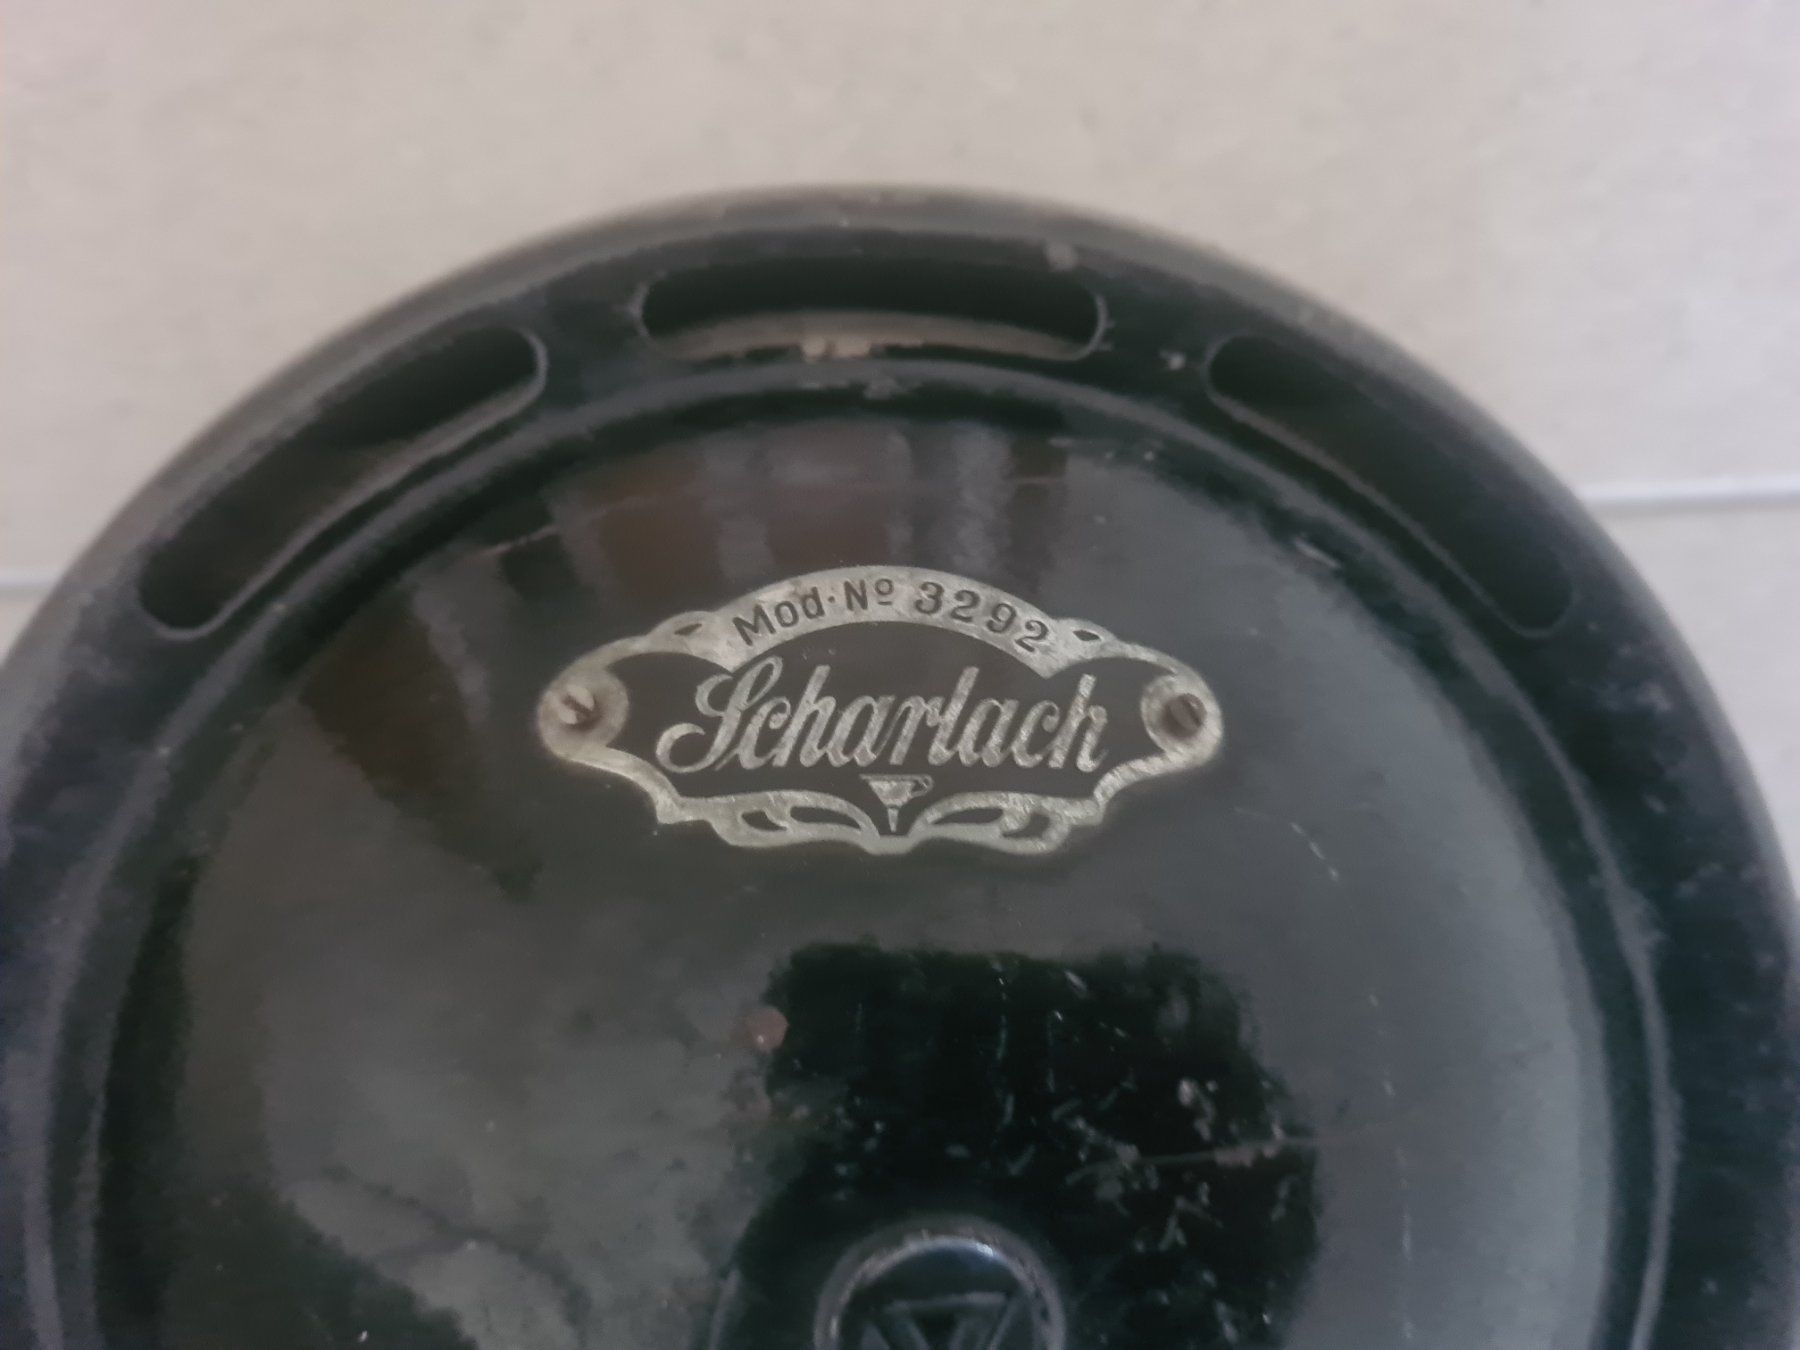 Mod. Nº 3292
Scharlach